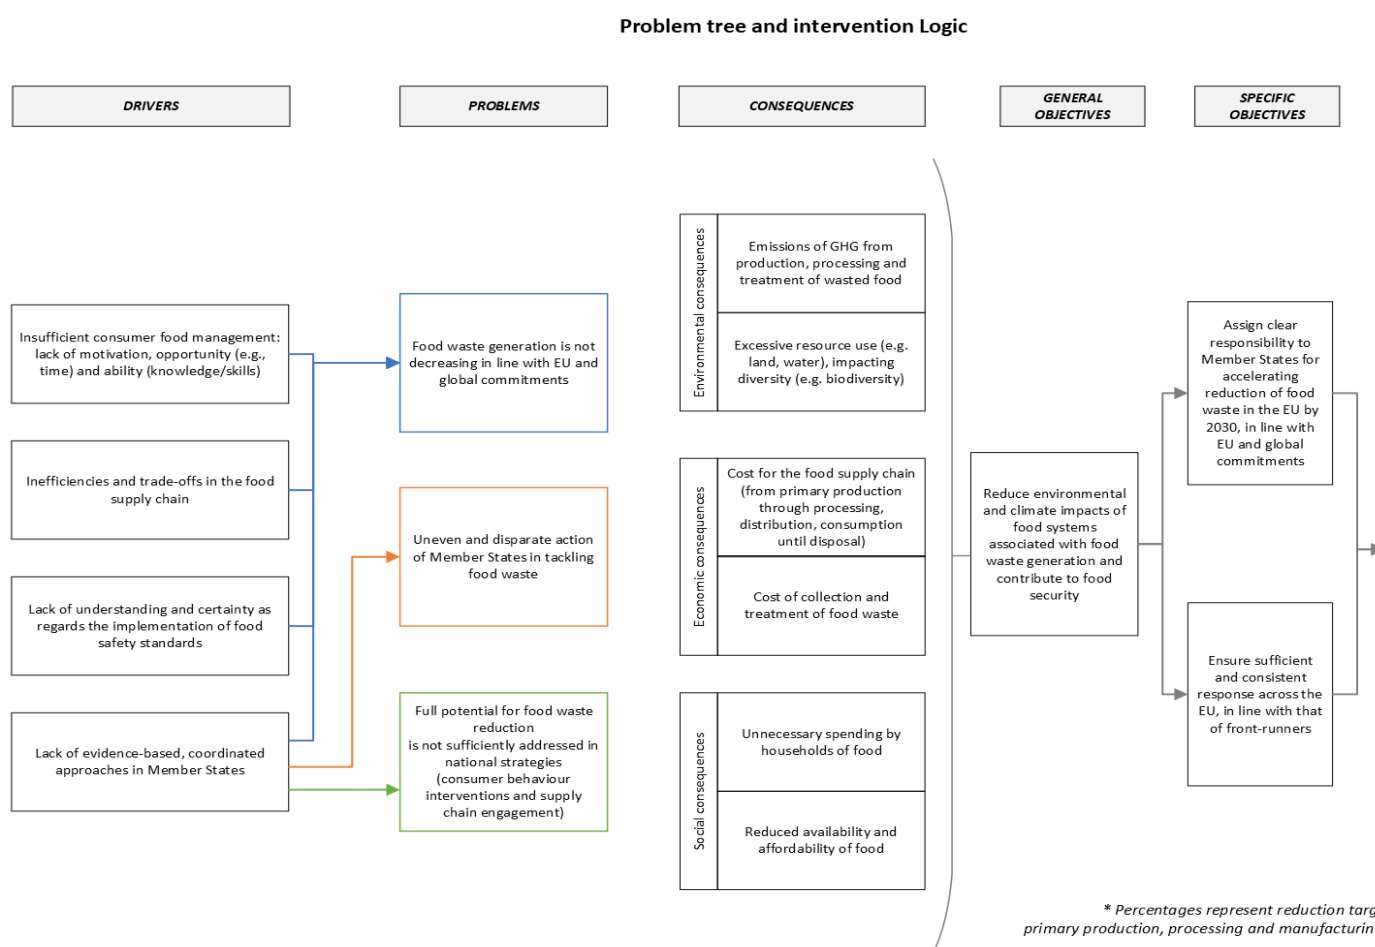 Problem tree and intervention Logic
DRIVERS
PROBLEMS
CONSEQUENCES
GENERAL
OBJECTIVES
SPECIFIC
OBJECTIVES
Insufficient consumer food management:
lack of motivation, opportunity (e.g.,
time) and ability (knowledge/skills)
Inefficiencies and trade-offs in the food
supply chain
Lack of understanding and certainty as
regards the implementation of food
safety standards
Lack of evidence-based, coordinated
approaches in Member States
Food waste generation is not
decreasing in line with EU and
global commitments
Uneven and disparate action
of Member States in tackling
food waste
Full potential for food waste
reduction
is not sufficiently addressed in
national strategies
(consumer behaviour
interventions and supply
chain engagement)
Environmental consequences
Emissions of GHG from
production, processing and
treatment of wasted food
Excessive resource use (e.g.
land, water), impacting
diversity (e.g. biodiversity)
Economic consequences
Cost for the food supply chain
(from primary production
through processing,
distribution, consumption
until disposal)
Cost of collection and
treatment of food waste
Social consequences
Unnecessary spending by
households of food
Reduced availability and
affordability of food
Reduce environmental
and climate impacts of
food systems
associated with food
waste generation and
contribute to food
security
Assign clear
responsibility to
Member States for
accelerating
reduction of food
waste in the EU by
2030, in line with
EU and global
commitments
Ensure sufficient
and consistent
response across the
EU, in line with that
of front-runners
* Percentages represent reduction targ
primary production, processing and manufacturin